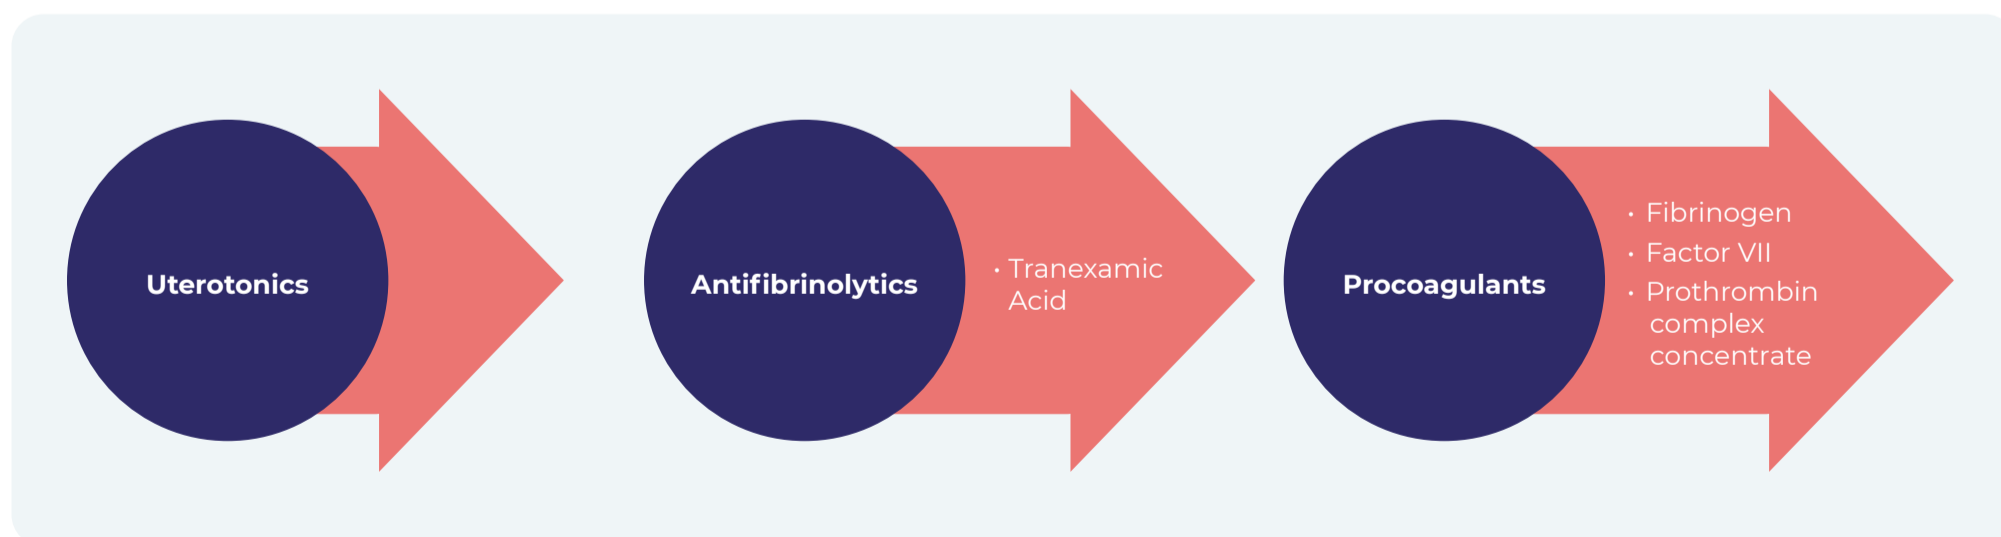 Uterotonics
Antifibrinolytics
• Tranexamic
Acid
Procoagulants
• Fibrinogen
• Factor VII
• Prothrombin
complex
concentrate